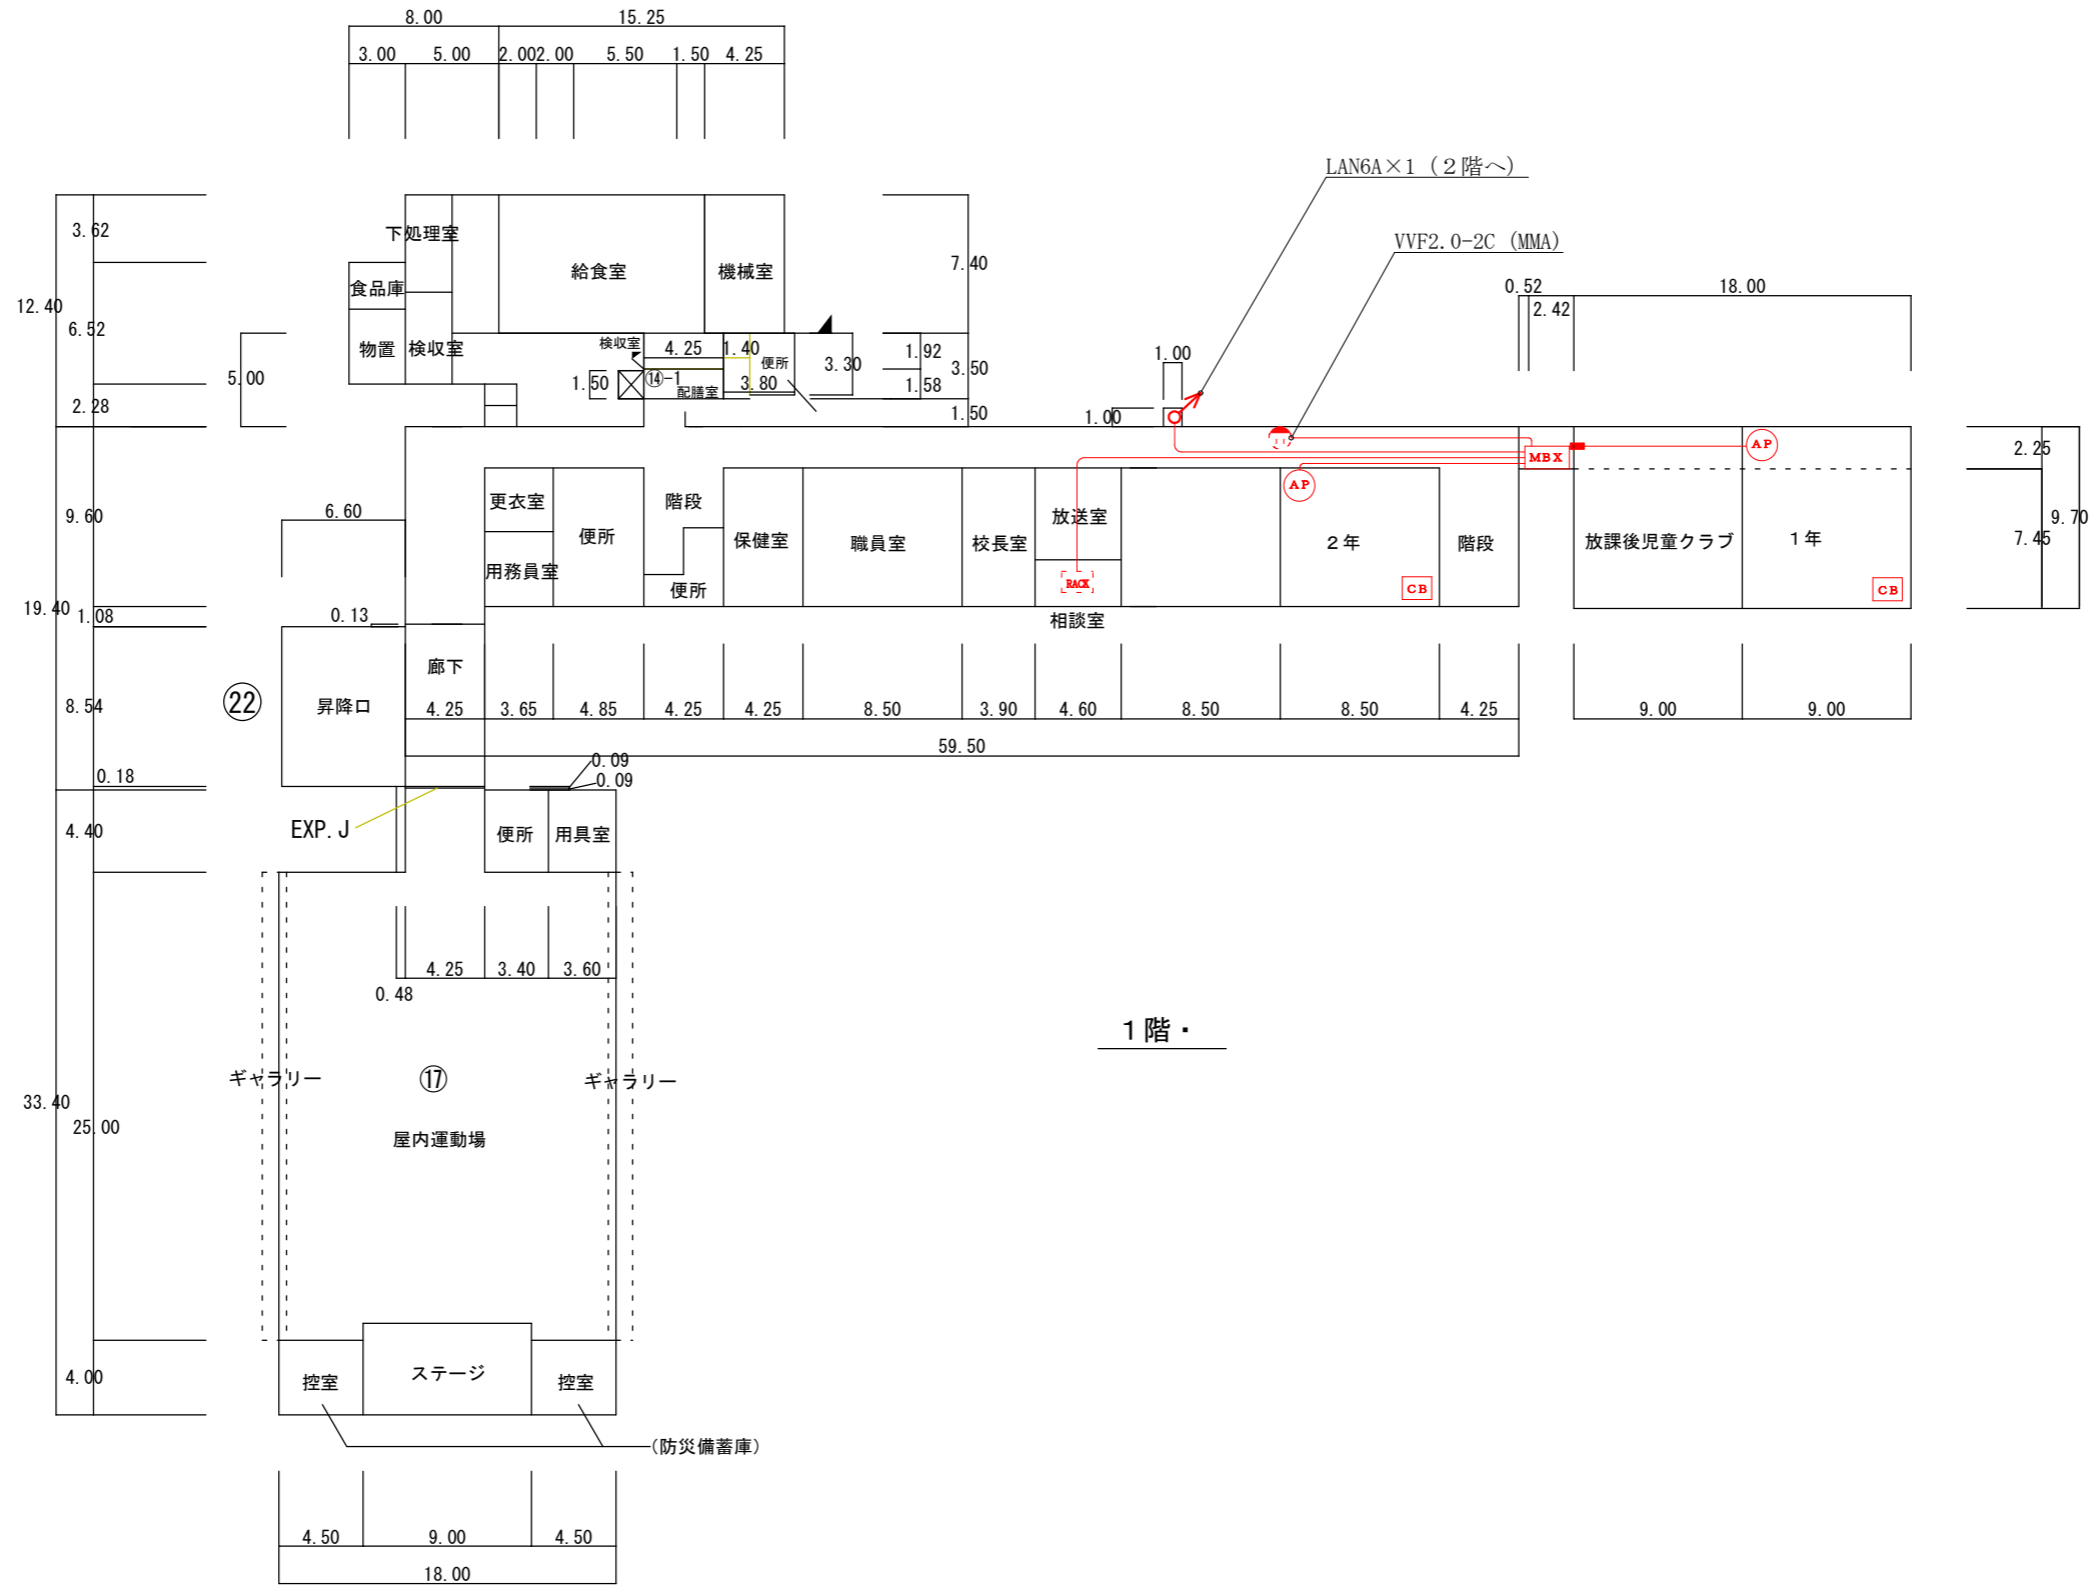 8.00 15.25
3.00 5.00 2.00 2.00 5.50 1.50 4.25
LAN6A×1（２階へ）
VVF2.0-2C（MMA）
3.62
下処理室
給食室
機械室
7.40
12.40
食品庫
6.52
物置
検収室
検収室
4.25
1.40
便所
3.30
1.92
3.50
1.58
5.00
1.50
⑭-1
配膳室
3.80
2.28
1.50
0.52
18.00
2.42
1.00
1.00
MBX
AP
AP
2.25
9.70
7.45
9.60
6.60
更衣室
便所
階段
保健室
職員室
校長室
放送室
２年
階段
放課後児童クラブ
１年
用務員室
便所
RACK
CB
CB
19.40
1.08
0.13
相談室
廊下
㉒
昇降口
8.54
4.25 3.65 4.85 4.25 4.25 8.50 3.90 4.60 8.50 8.50 4.25 9.00 9.00
59.50
0.18
0.09
0.09
EXP.J
4.40
便所
用具室
4.25 3.40 3.60
0.48
１階・
ギャラリー
⑰
ギャラリー
33.40
25.00
屋内運動場
4.00
控室
ステージ
控室
(防災備蓄庫)
4.50 9.00 4.50
18.00